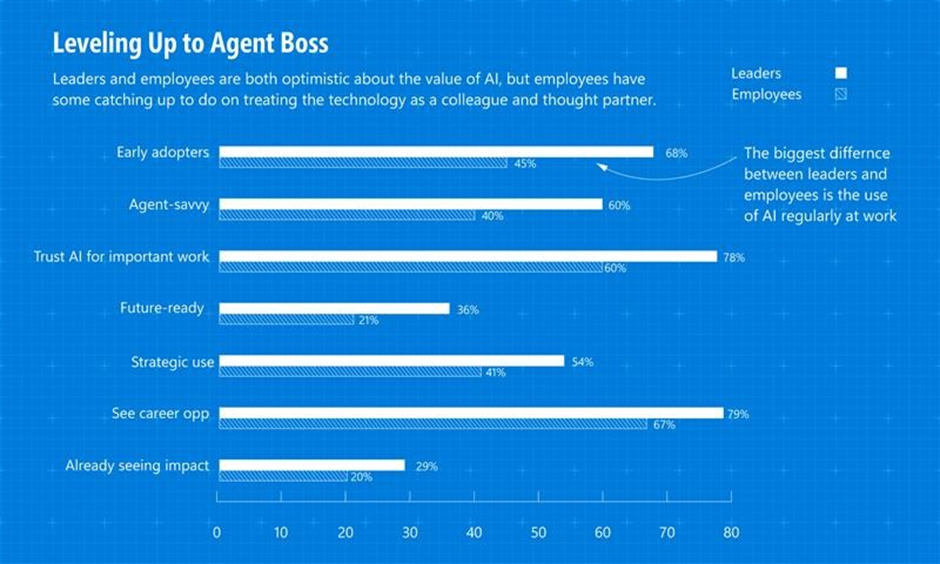 Leveling Up to Agent Boss
Leaders and employees are both optimistic about the value of AI, but employees have
some catching up to do on treating the technology as a colleague and thought partner.
Leaders
Employees
Early adopters
68%
45%
The biggest differnce
between leaders and
employees is the use
of AI regularly at work
Agent-savvy
60%
40%
Trust AI for important work
78%
60%
Future-ready
36%
21%
Strategic use
54%
41%
See career opp
79%
67%
Already seeing impact
29%
20%
0 10 20 30 40 50 60 70 80